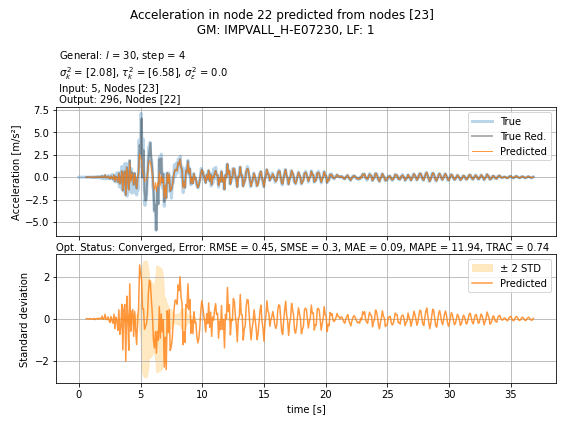 Acceleration in node 22 predicted from nodes [23]
GM: IMPVALL_H-E07230, LF: 1
General: l = 30, step = 4
σ²ₖ = [2.08], τ²ₖ = [6.58], σ²ε = 0.0
Input: 5, Nodes [23]
Output: 296, Nodes [22]
7.5
5.0
2.5
0.0
−2.5
−5.0
Acceleration [m/s²]
True
True Red.
Predicted
Opt. Status: Converged, Error: RMSE = 0.45, SMSE = 0.3, MAE = 0.09, MAPE = 11.94, TRAC = 0.74
2
0
−2
Standard deviation
± 2 STD
Predicted
0 5 10 15 20 25 30 35
time [s]